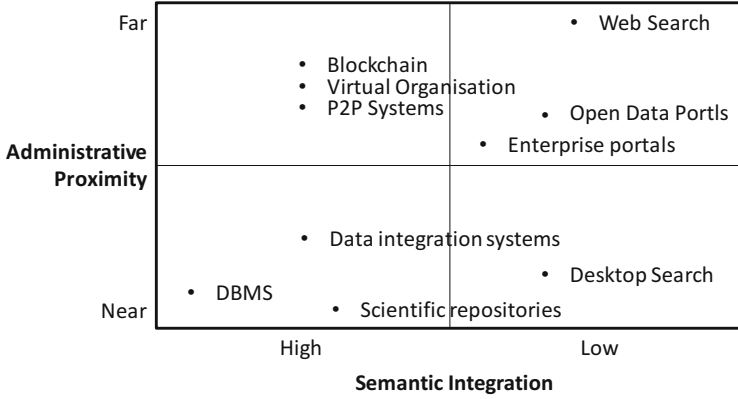 Far
Web Search
Blockchain
Virtual Organisation
P2P Systems
Open Data Portls
Enterprise portals
Administrative
Proximity
Data integration systems
Desktop Search
DBMS
Scientific repositories
Near
High
Low
Semantic Integration